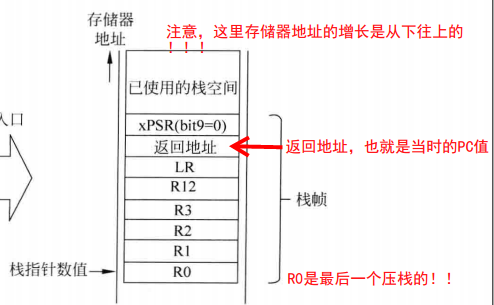 存储器
地址
注意，这里存储器地址的增长是从下往上的
！！！
已使用的栈空间
入口
xPSR(bit9=0)
返回地址
返回地址，也就是当时的PC值
LR
R12
栈帧
R3
R2
R1
栈指针数值
R0
R0是最后一个压栈的！！